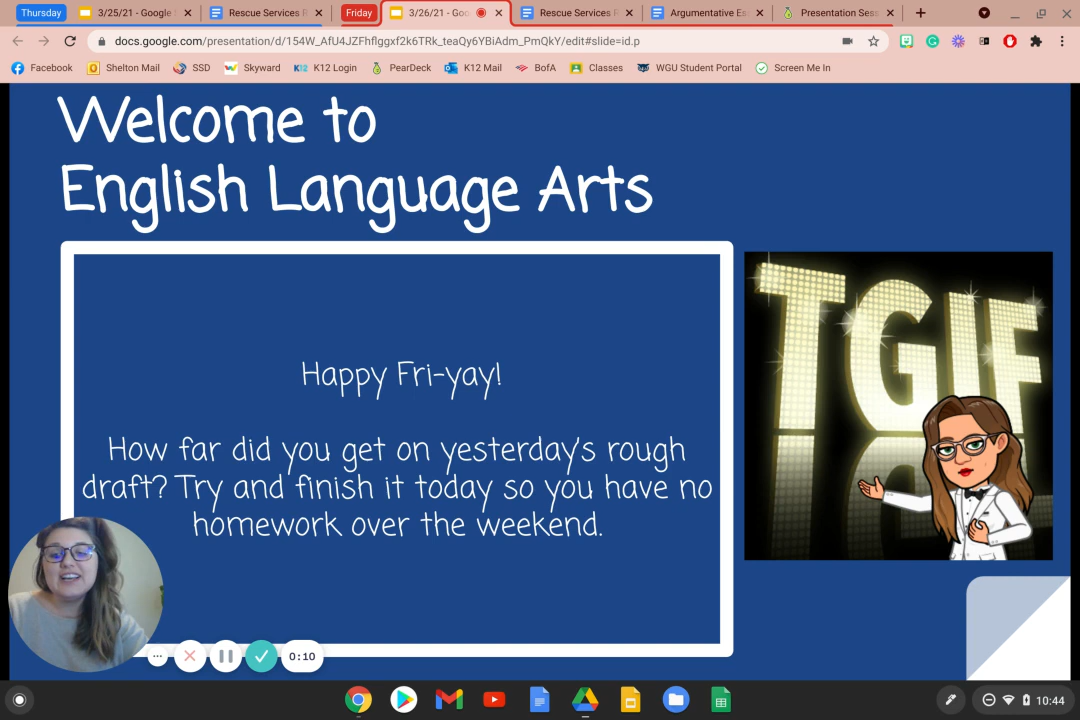 Thursday
3/25/21 - Google
Rescue Services
Friday
3/26/21 - Goo
Rescue Services
Argumentative Es
Presentation Sess
docs.google.com/presentation/d/154W_AfU4JZFhflggxf2k6TRk_teaQy6YBiAdm_PmQkY/edit#slide=id.p
Facebook
Shelton Mail
SSD
Skyward
K12 Login
PearDeck
K12 Mail
BofA
Classes
WGU Student Portal
Screen Me In
Welcome to
English Language Arts
Happy Fri-yay!
How far did you get on yesterday's rough
draft? Try and finish it today so you have no
homework over the weekend.
TGIF
0:10
10:44